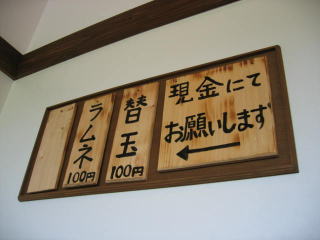 現金にて
お願いします
替玉
100円
ラムネ
100円